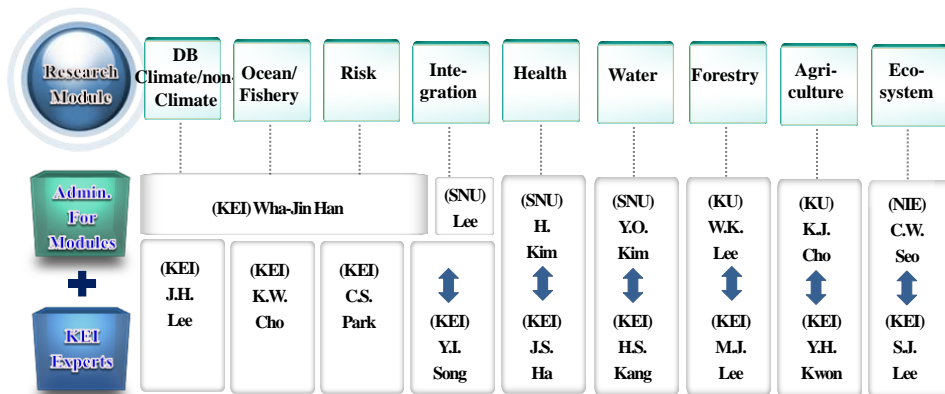 Research
Module
DB
Climate/non-
Climate
Ocean/
Fishery
Risk
Inte-
gration
Health
Water
Forestry
Agri-
culture
Eco-
system
Admin.
For
Modules
(KEI) Wha-Jin Han
(SNU)
Lee
(SNU)
H.
Kim
(SNU)
Y.O.
Kim
(KU)
W.K.
Lee
(KU)
K.J.
Cho
(NIE)
C.W.
Seo
KEI
Experts
(KEI)
J.H.
Lee
(KEI)
K.W.
Cho
(KEI)
C.S.
Park
(KEI)
Y.I.
Song
(KEI)
J.S.
Ha
(KEI)
H.S.
Kang
(KEI)
M.J.
Lee
(KEI)
Y.H.
Kwon
(KEI)
S.J.
Lee